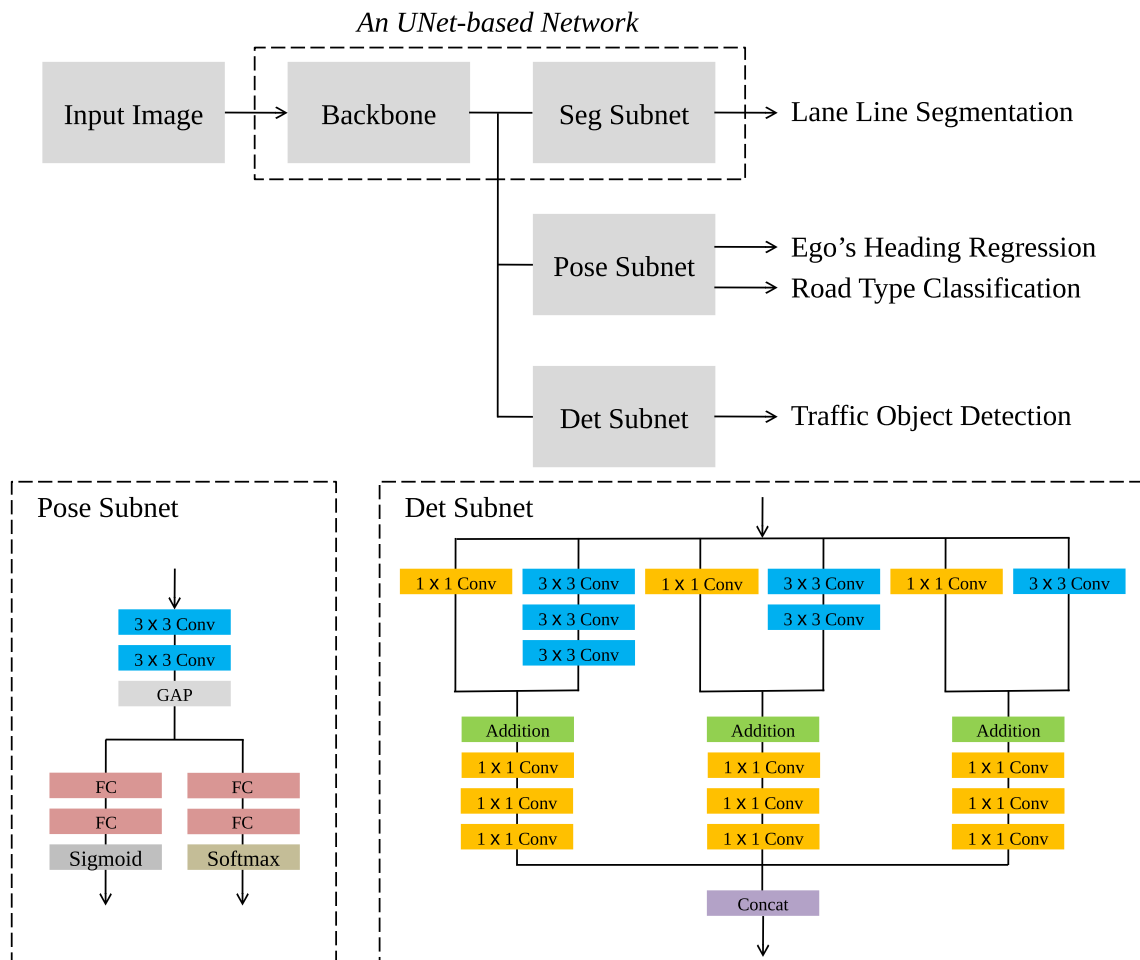 An UNet-based Network
Input Image
Backbone
Seg Subnet
Lane Line Segmentation
Pose Subnet
Ego’s Heading Regression
Road Type Classification
Det Subnet
Traffic Object Detection
Pose Subnet
3 x 3 Conv
3 x 3 Conv
GAP
FC
FC
FC
FC
Sigmoid
Softmax
Det Subnet
1 x 1 Conv
3 x 3 Conv
1 x 1 Conv
3 x 3 Conv
1 x 1 Conv
3 x 3 Conv
3 x 3 Conv
3 x 3 Conv
3 x 3 Conv
Addition
Addition
Addition
1 x 1 Conv
1 x 1 Conv
1 x 1 Conv
1 x 1 Conv
1 x 1 Conv
1 x 1 Conv
1 x 1 Conv
1 x 1 Conv
1 x 1 Conv
Concat